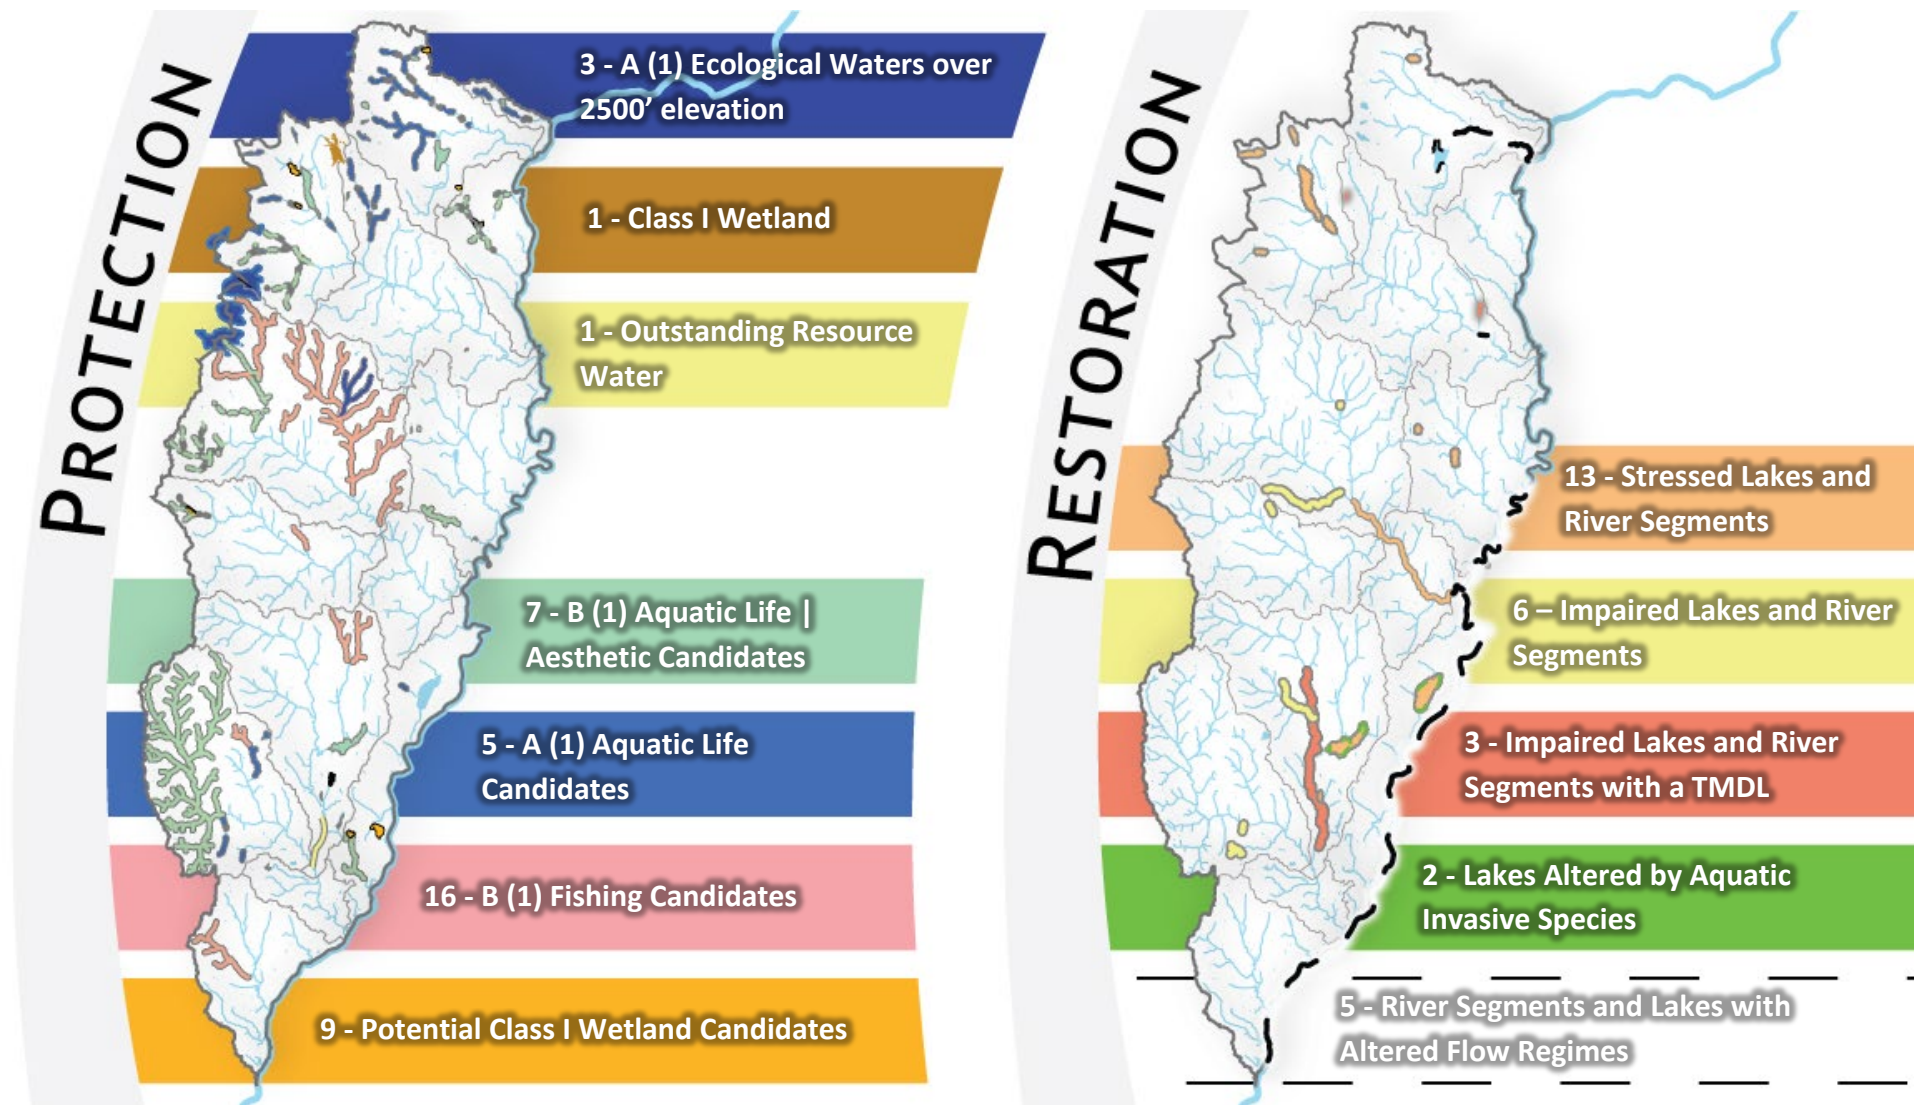 PROTECTION
3 - A (1) Ecological Waters over
2500’ elevation
1 - Class I Wetland
1 - Outstanding Resource
Water
7 - B (1) Aquatic Life |
Aesthetic Candidates
5 - A (1) Aquatic Life
Candidates
16 - B (1) Fishing Candidates
9 - Potential Class I Wetland Candidates
RESTORATION
13 - Stressed Lakes and
River Segments
6 – Impaired Lakes and River
Segments
3 - Impaired Lakes and River
Segments with a TMDL
2 - Lakes Altered by Aquatic
Invasive Species
5 - River Segments and Lakes with
Altered Flow Regimes